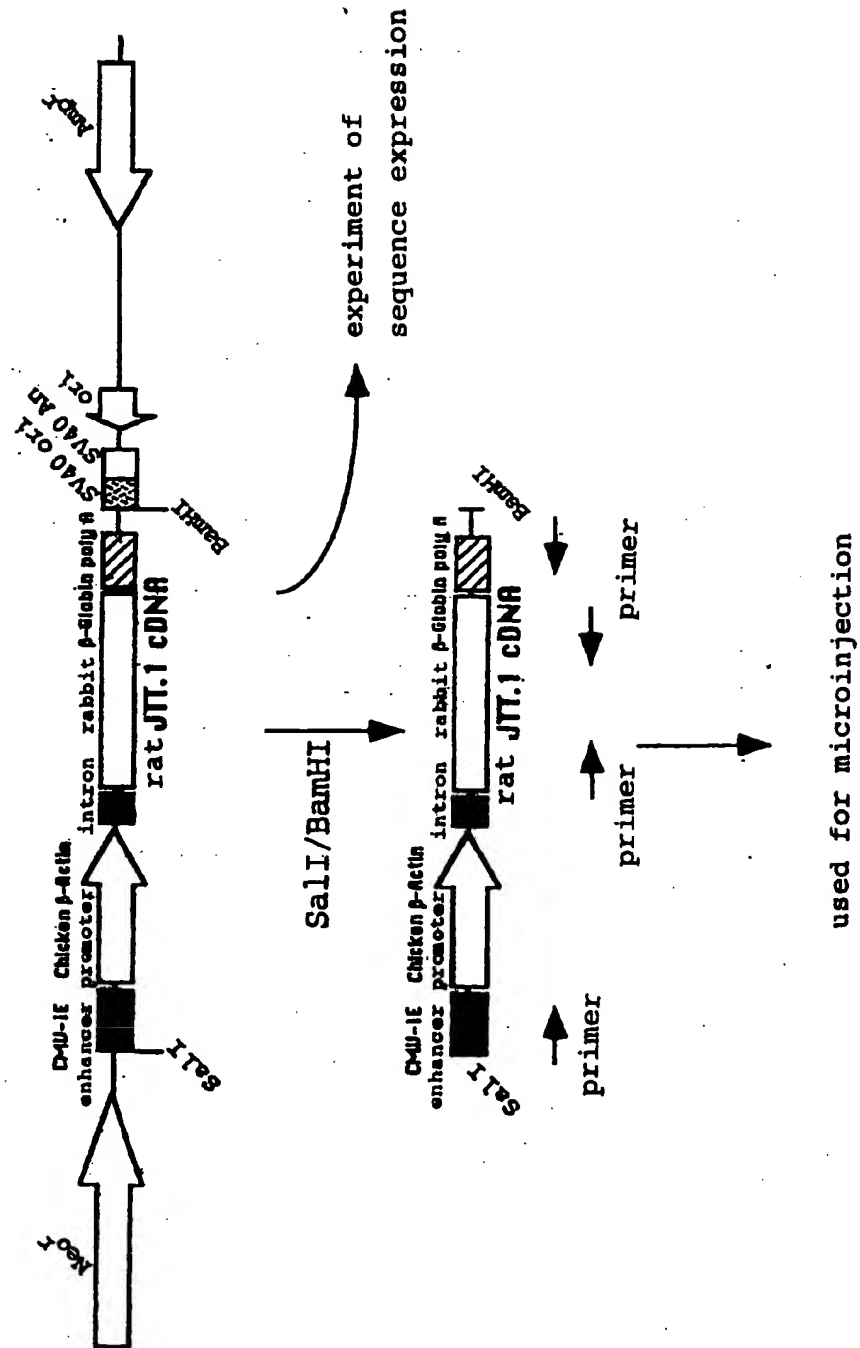 Neo^r
CMV-IE
enhancer
Chicken β-Actin
promoter
intron
rabbit β-Globin poly A
rat JTT.1 cDNA
SV40 ori
SV40 An
ori
Amp^r
SalI
BamHI
SalI/BamHI
experiment of
sequence expression
CMV-IE
enhancer
Chicken β-Actin
promoter
intron
rabbit β-Globin poly A
rat JTT.1 cDNA
SalI
BamHI
primer
primer
primer
used for microinjection